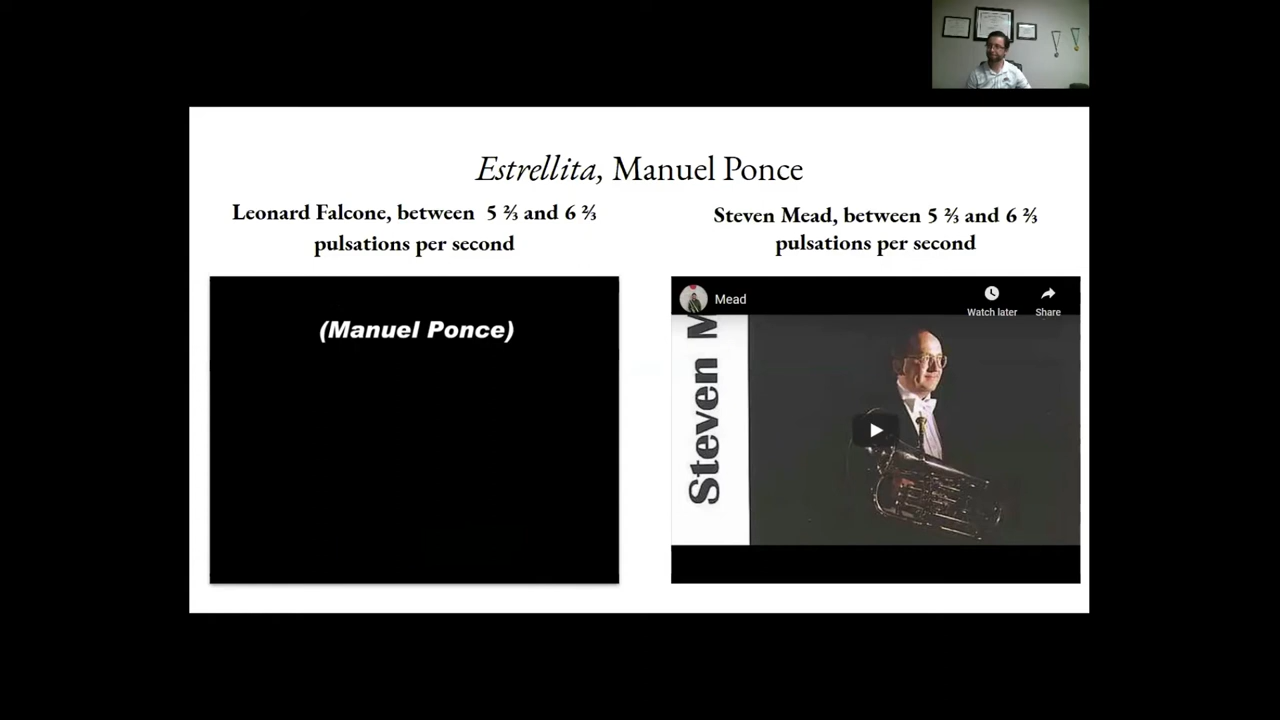 Estrellita, Manuel Ponce
Leonard Falcone, between 5 ⅔ and 6 ⅔
pulsations per second
Steven Mead, between 5 ⅔ and 6 ⅔
pulsations per second
(Manuel Ponce)
Mead
Watch later
Share
Steven M